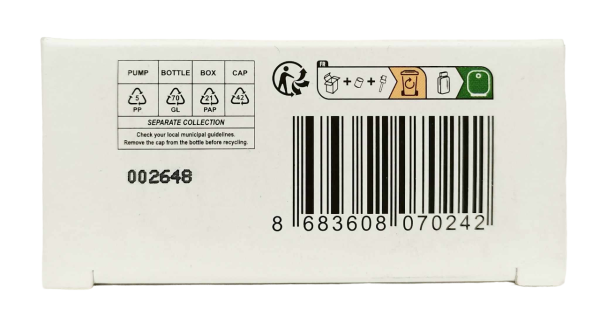 PUMP BOTTLE BOX CAP
5 70 21 42
PP GL PAP
SEPARATE COLLECTION
Check your local municipal guidelines.
Remove the cap from the bottle before recycling.
002648
FR
+ +
8 683608 070242